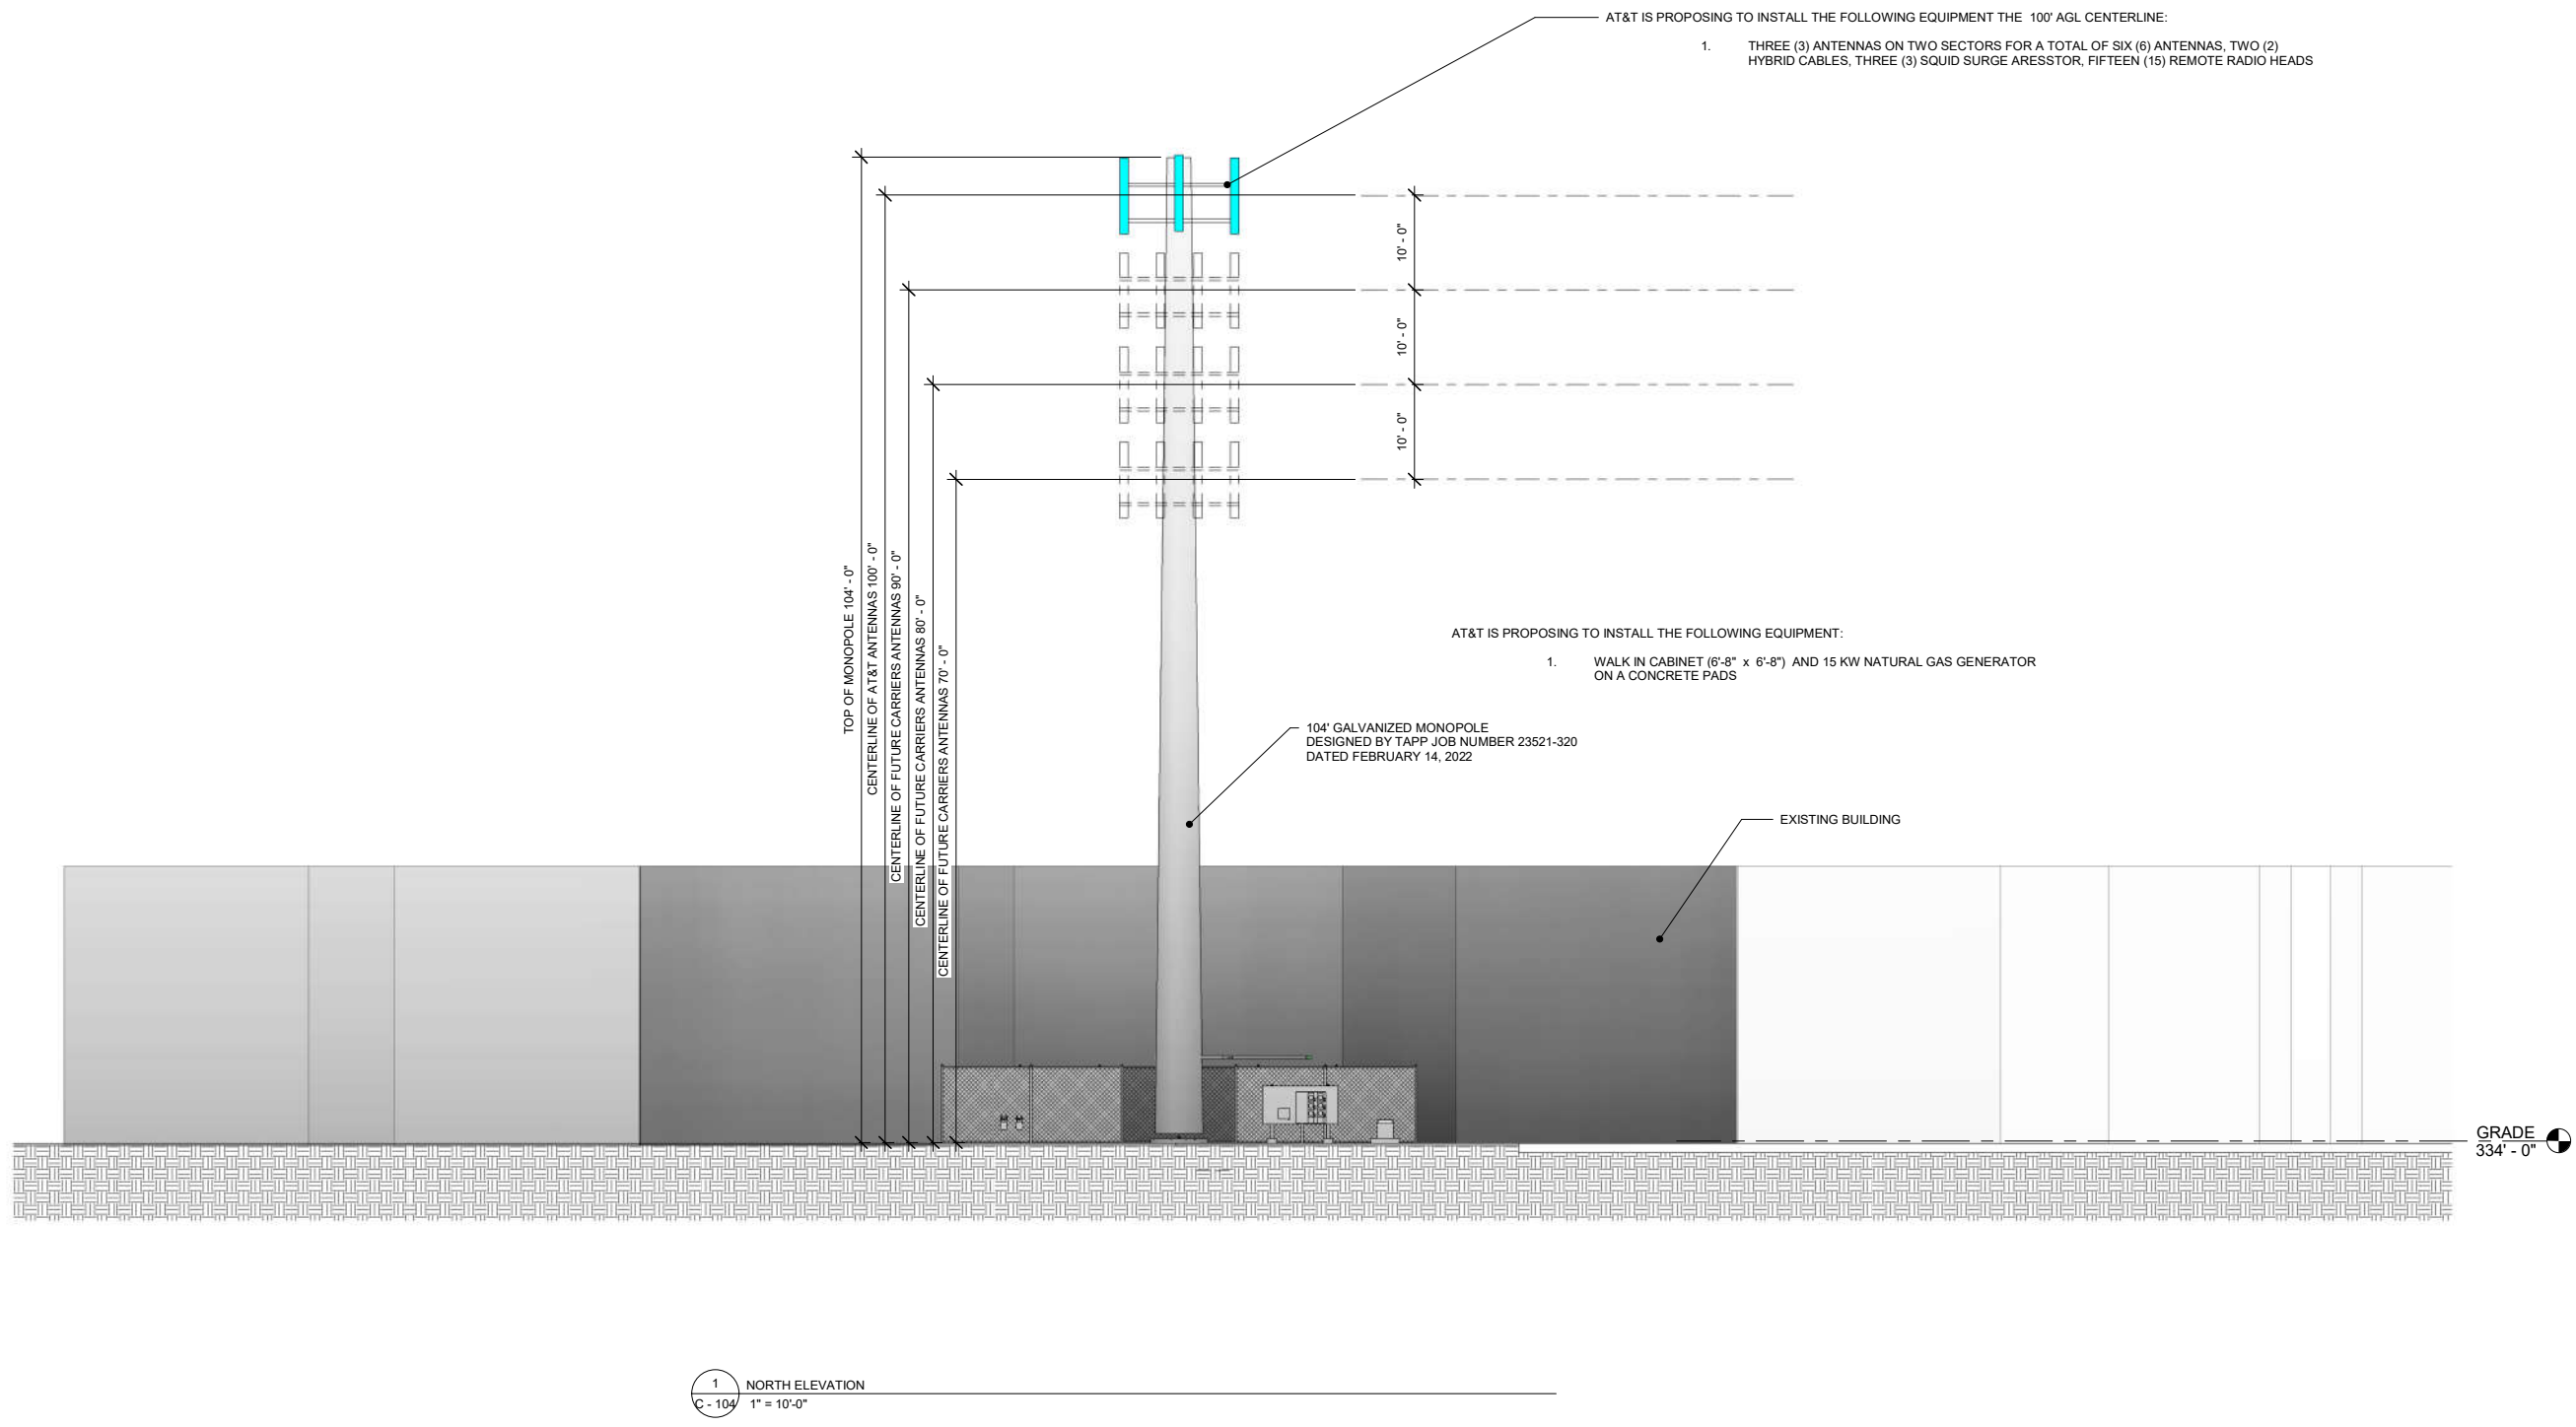 AT&T IS PROPOSING TO INSTALL THE FOLLOWING EQUIPMENT THE 100' AGL CENTERLINE:
1. THREE (3) ANTENNAS ON TWO SECTORS FOR A TOTAL OF SIX (6) ANTENNAS, TWO (2)
HYBRID CABLES, THREE (3) SQUID SURGE ARESSTOR, FIFTEEN (15) REMOTE RADIO HEADS
10' - 0"
10' - 0"
10' - 0"
TOP OF MONOPOLE 104' - 0"
CENTERLINE OF AT&T ANTENNAS 100' - 0"
CENTERLINE OF FUTURE CARRIERS ANTENNAS 90' - 0"
CENTERLINE OF FUTURE CARRIERS ANTENNAS 80' - 0"
CENTERLINE OF FUTURE CARRIERS ANTENNAS 70' - 0"
AT&T IS PROPOSING TO INSTALL THE FOLLOWING EQUIPMENT:
1. WALK IN CABINET (6'-8" x 6'-8") AND 15 KW NATURAL GAS GENERATOR
ON A CONCRETE PADS
104' GALVANIZED MONOPOLE
DESIGNED BY TAPP JOB NUMBER 23521-320
DATED FEBRUARY 14, 2022
EXISTING BUILDING
GRADE
334' - 0"
1 NORTH ELEVATION
C - 104 1" = 10'-0"